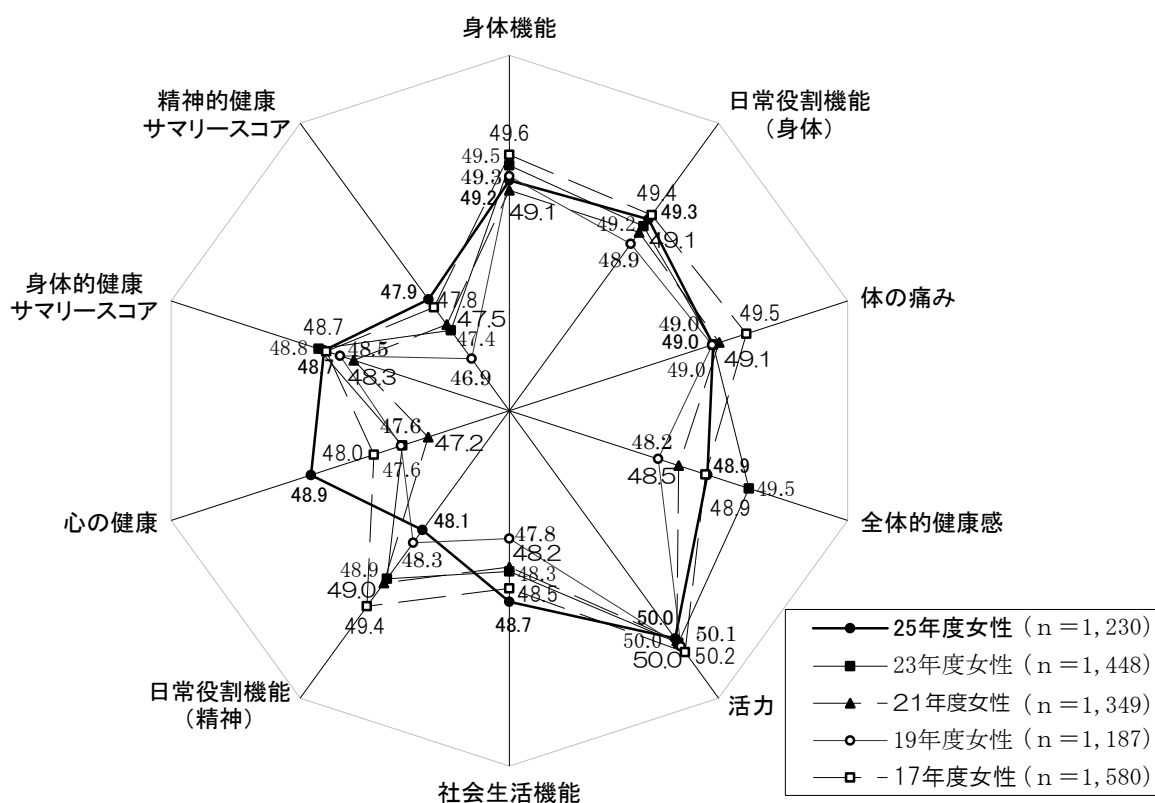 身体機能
日常役割機能
（身体）
体の痛み
全体的健康感
活力
社会生活機能
日常役割機能
（精神）
心の健康
身体的健康
サマリースコア
精神的健康
サマリースコア
49.6
49.5
49.3
49.2
49.1
49.4
49.3
49.2
49.1
48.9
49.5
49.0
49.0
49.0
49.1
48.2
48.5
48.9
49.5
48.9
50.0
50.1
50.0
50.0
50.2
47.8
48.2
48.3
48.5
48.7
48.1
48.3
48.9
49.0
49.4
47.6
47.2
48.0
47.6
48.9
48.7
48.8
48.5
48.7
48.3
47.9
47.8
47.5
47.4
46.9
25年度女性（ｎ＝1,230）
23年度女性（ｎ＝1,448）
21年度女性（ｎ＝1,349）
19年度女性（ｎ＝1,187）
17年度女性（ｎ＝1,580）